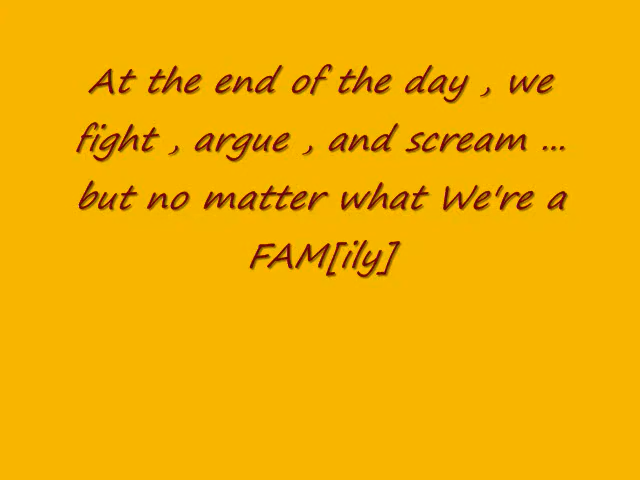 At the end of the day , we
fight , argue , and scream ...
but no matter what We're a
FAM[ily]